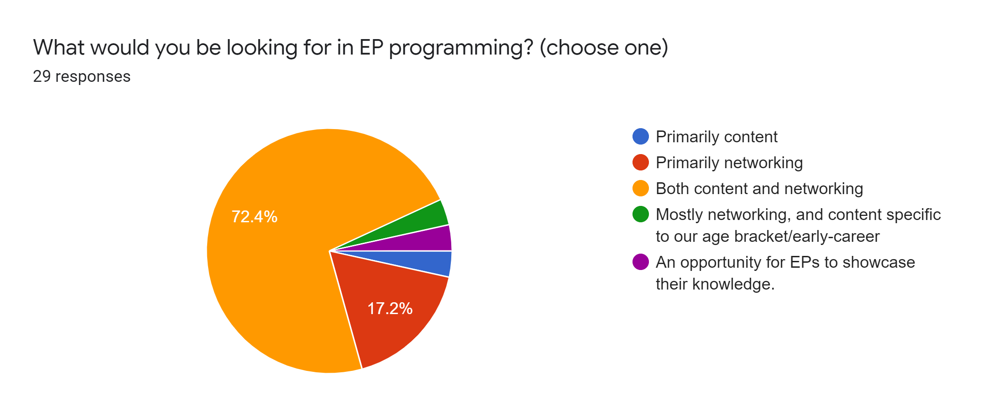 What would you be looking for in EP programming? (choose one)
29 responses
72.4%
17.2%
Primarily content
Primarily networking
Both content and networking
Mostly networking, and content specific
to our age bracket/early-career
An opportunity for EPs to showcase
their knowledge.